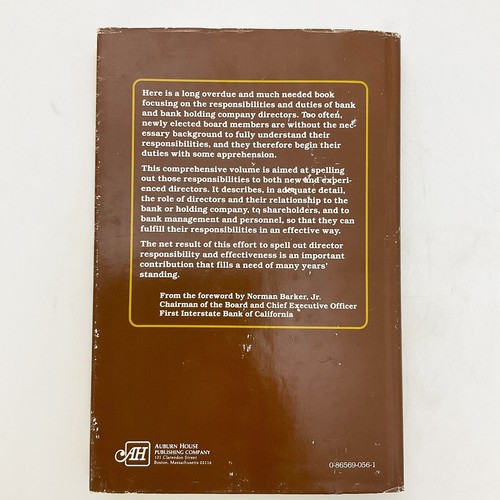 Here is a long overdue and much needed book
focusing on the responsibilities and duties of bank
and bank holding company directors. Too often,
newly elected board members are without the nec-
essary background to fully understand their
responsibilities, and they therefore begin their
duties with some apprehension.
This comprehensive volume is aimed at spelling
out those responsibilities to both new and experi-
enced directors. It describes, in adequate detail,
the role of directors and their relationship to the
bank or holding company, to shareholders, and to
bank management and personnel, so that they can
fulfill their responsibilities in an effective way.
The net result of this effort to spell out director
responsibility and effectiveness is an important
contribution that fills a need of many years'
standing.
From the foreword by Norman Barker, Jr.
Chairman of the Board and Chief Executive Officer
First Interstate Bank of California
AH
AUBURN HOUSE
PUBLISHING COMPANY
131 Clarendon Street
Boston, Massachusetts 02116
0-86569-056-1